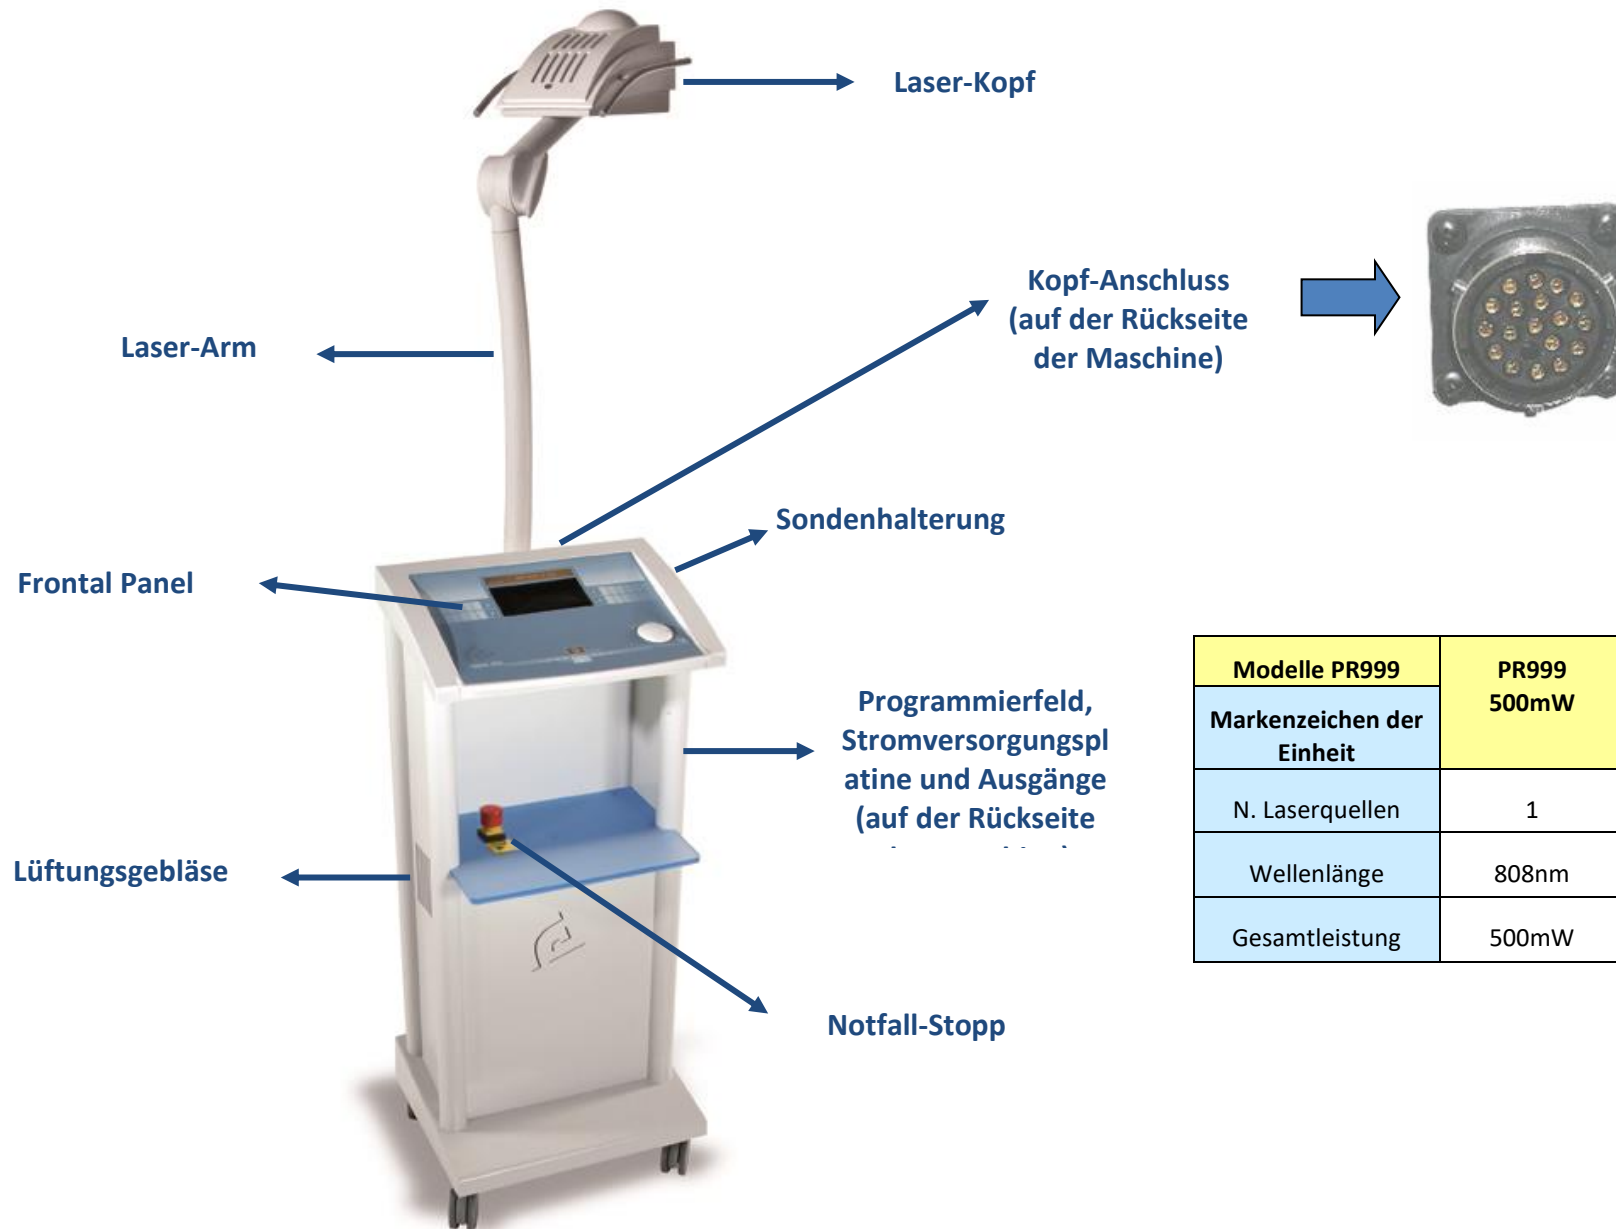 Laser-Kopf
Kopf-Anschluss
(auf der Rückseite
der Maschine)
Laser-Arm
Sondenhalterung
Frontal Panel
Programmierfeld,
Stromversorgungspl
atine und Ausgänge
(auf der Rückseite
Lüftungsgebläse
Notfall-Stopp
Modelle PR999
PR999
500mW
Markenzeichen der
Einheit
N. Laserquellen
1
Wellenlänge
808nm
Gesamtleistung
500mW